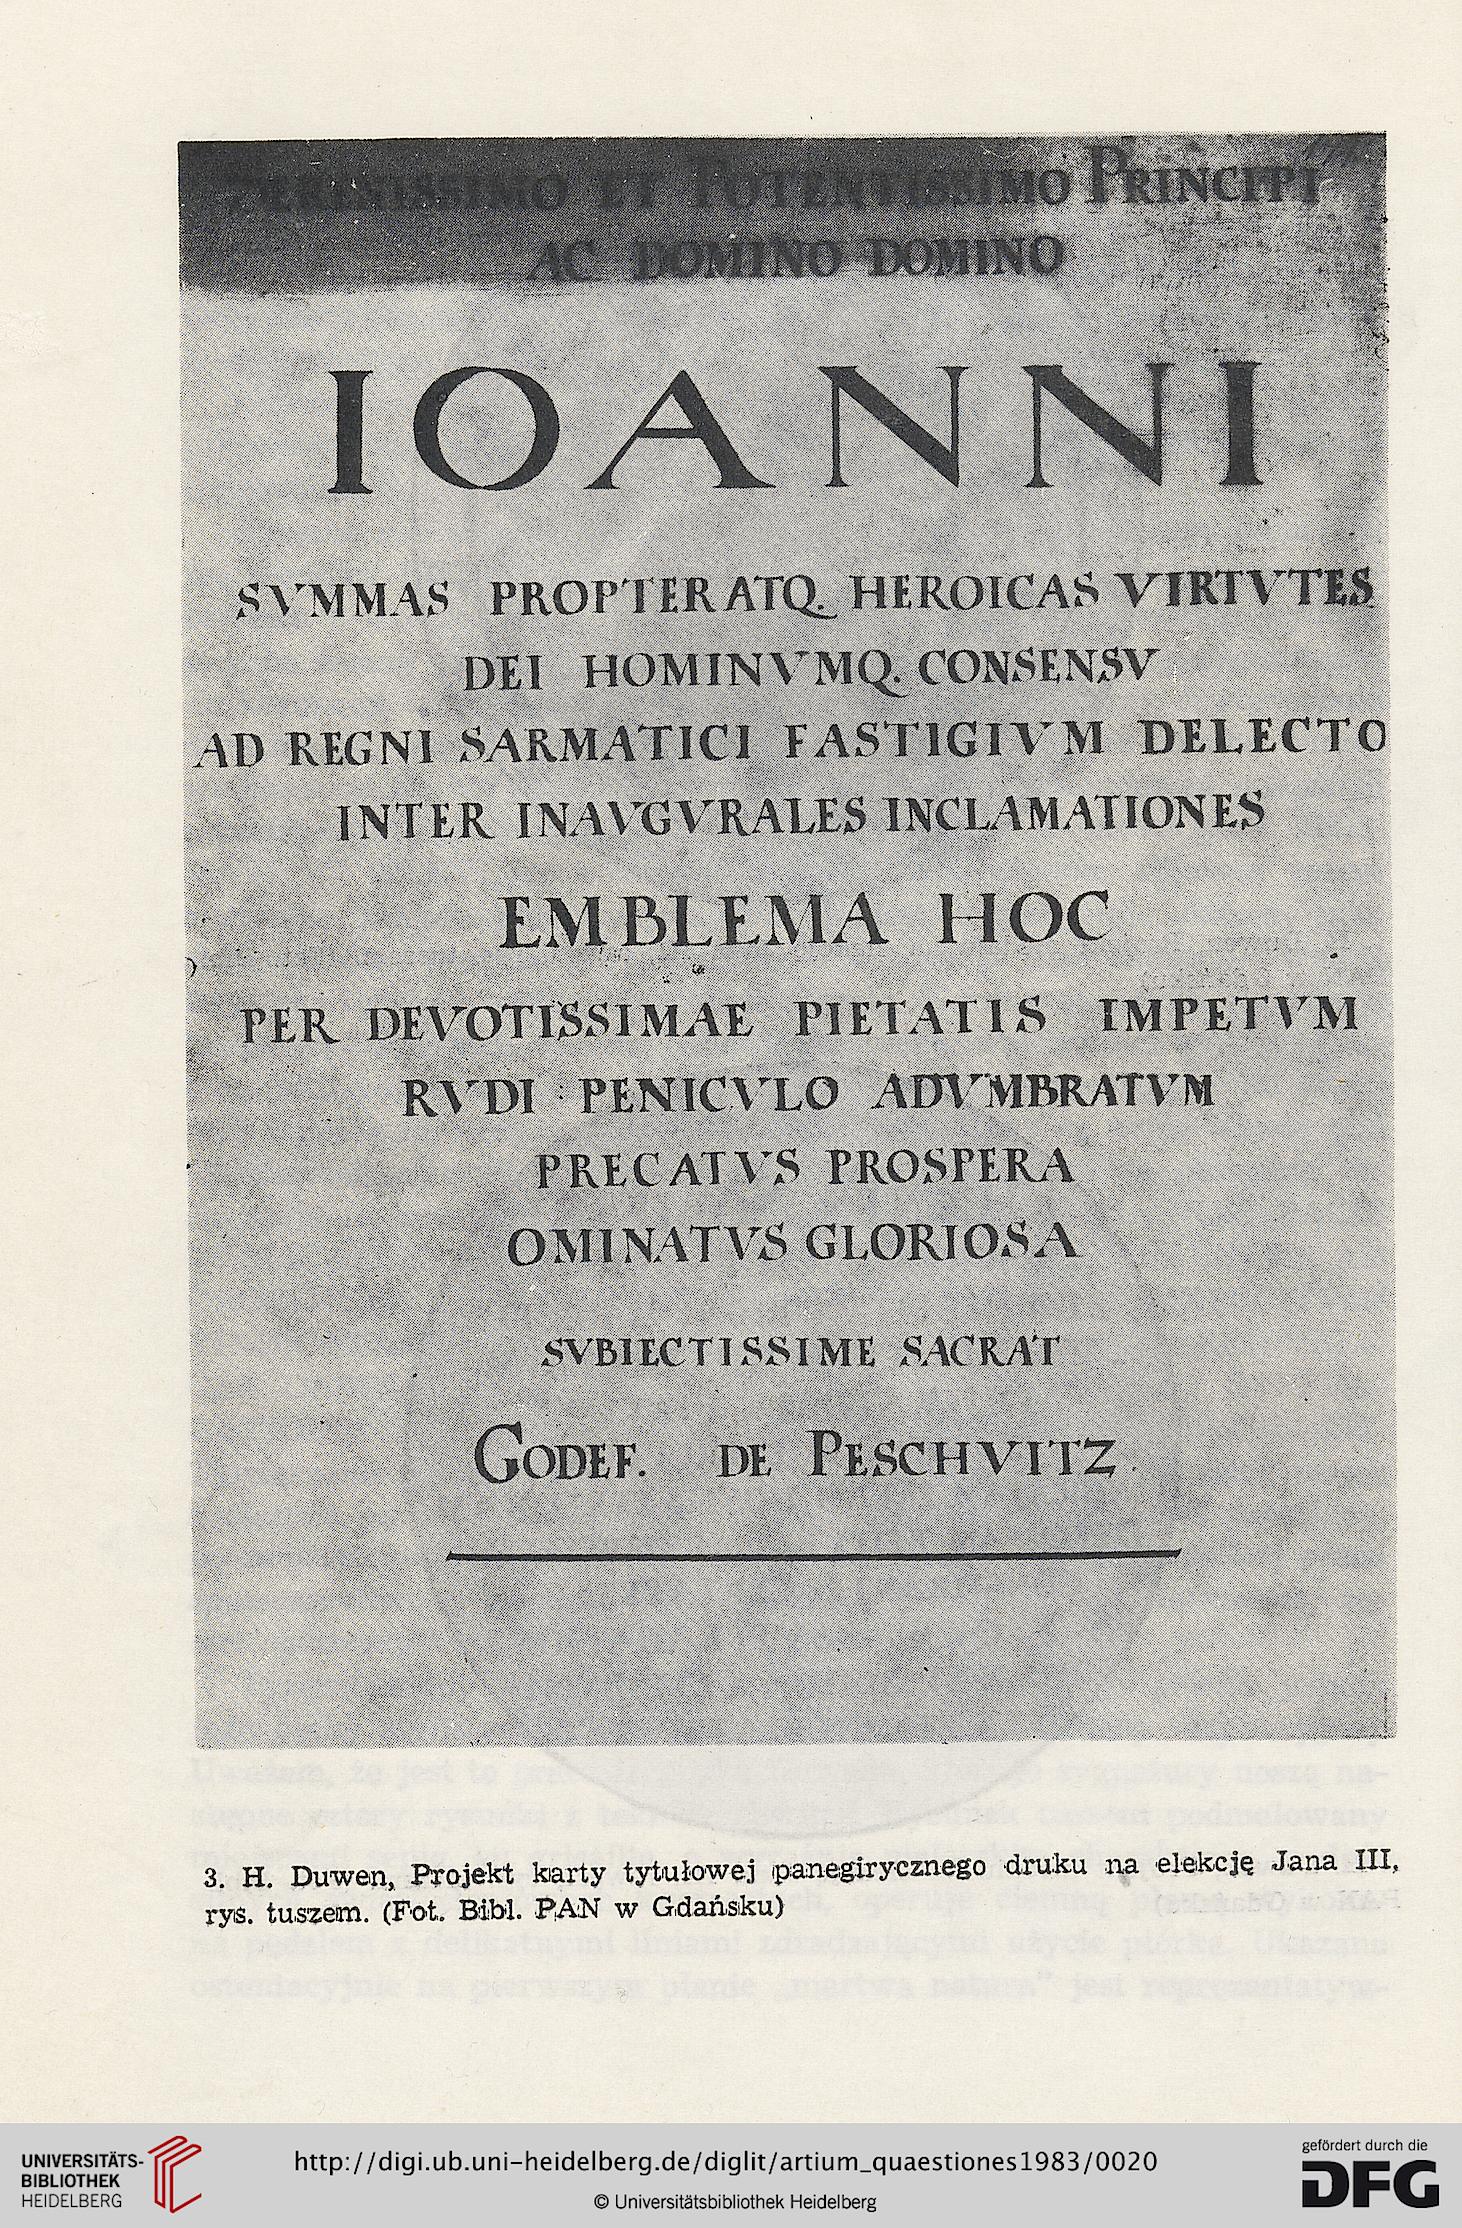 ET POTENTISSIMO PRINCIPI
AC DOMINO DOMINO
IOANNI
SVMMAS PROPTER ATQ. HEROICAS VIRTVTES
DEI HOMINVMQ. CONSENSV
AD REGNI SARMATICI FASTIGIVM DELECTO
INTER INAVGVRALES INCLAMATIONES
EMBLEMA HOC
PER DEVOTISSIMAE PIETATIS IMPETVM
RVDI PENICVLO ADVMBRATVM
PRECATVS PROSPERA
OMINATVS GLORIOSA
SVBIECTISSIME SACRAT
GODEF. DE PESCHVITZ.
3. H. Duwen, Projekt karty tytułowej panegirycznego druku na elekcję Jana III,
rys. tuszem. (Fot. Bibl. PAN w Gdańsku)
UNIVERSITÄTS-
BIBLIOTHEK
HEIDELBERG
http://digi.ub.uni-heidelberg.de/diglit/artium_quaestiones1983/0020
© Universitätsbibliothek Heidelberg
gefördert durch die
DFG